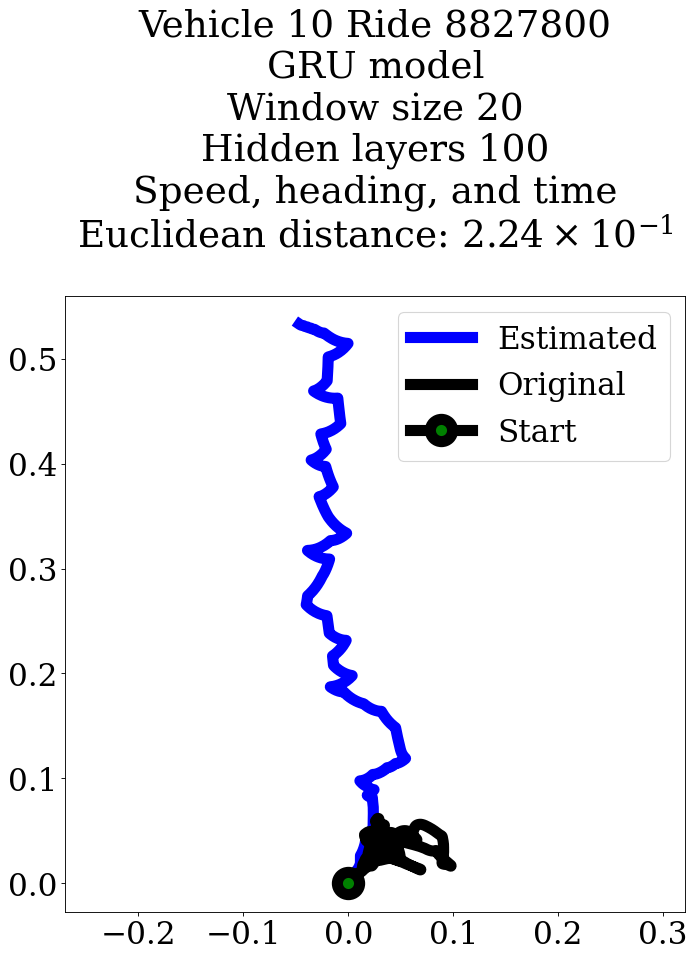 Vehicle 10 Ride 8827800
GRU model
Window size 20
Hidden layers 100
Speed, heading, and time
Euclidean distance: 2.24 × 10⁻¹
Estimated
Original
Start
0.5
0.4
0.3
0.2
0.1
0.0
−0.2 −0.1 0.0 0.1 0.2 0.3